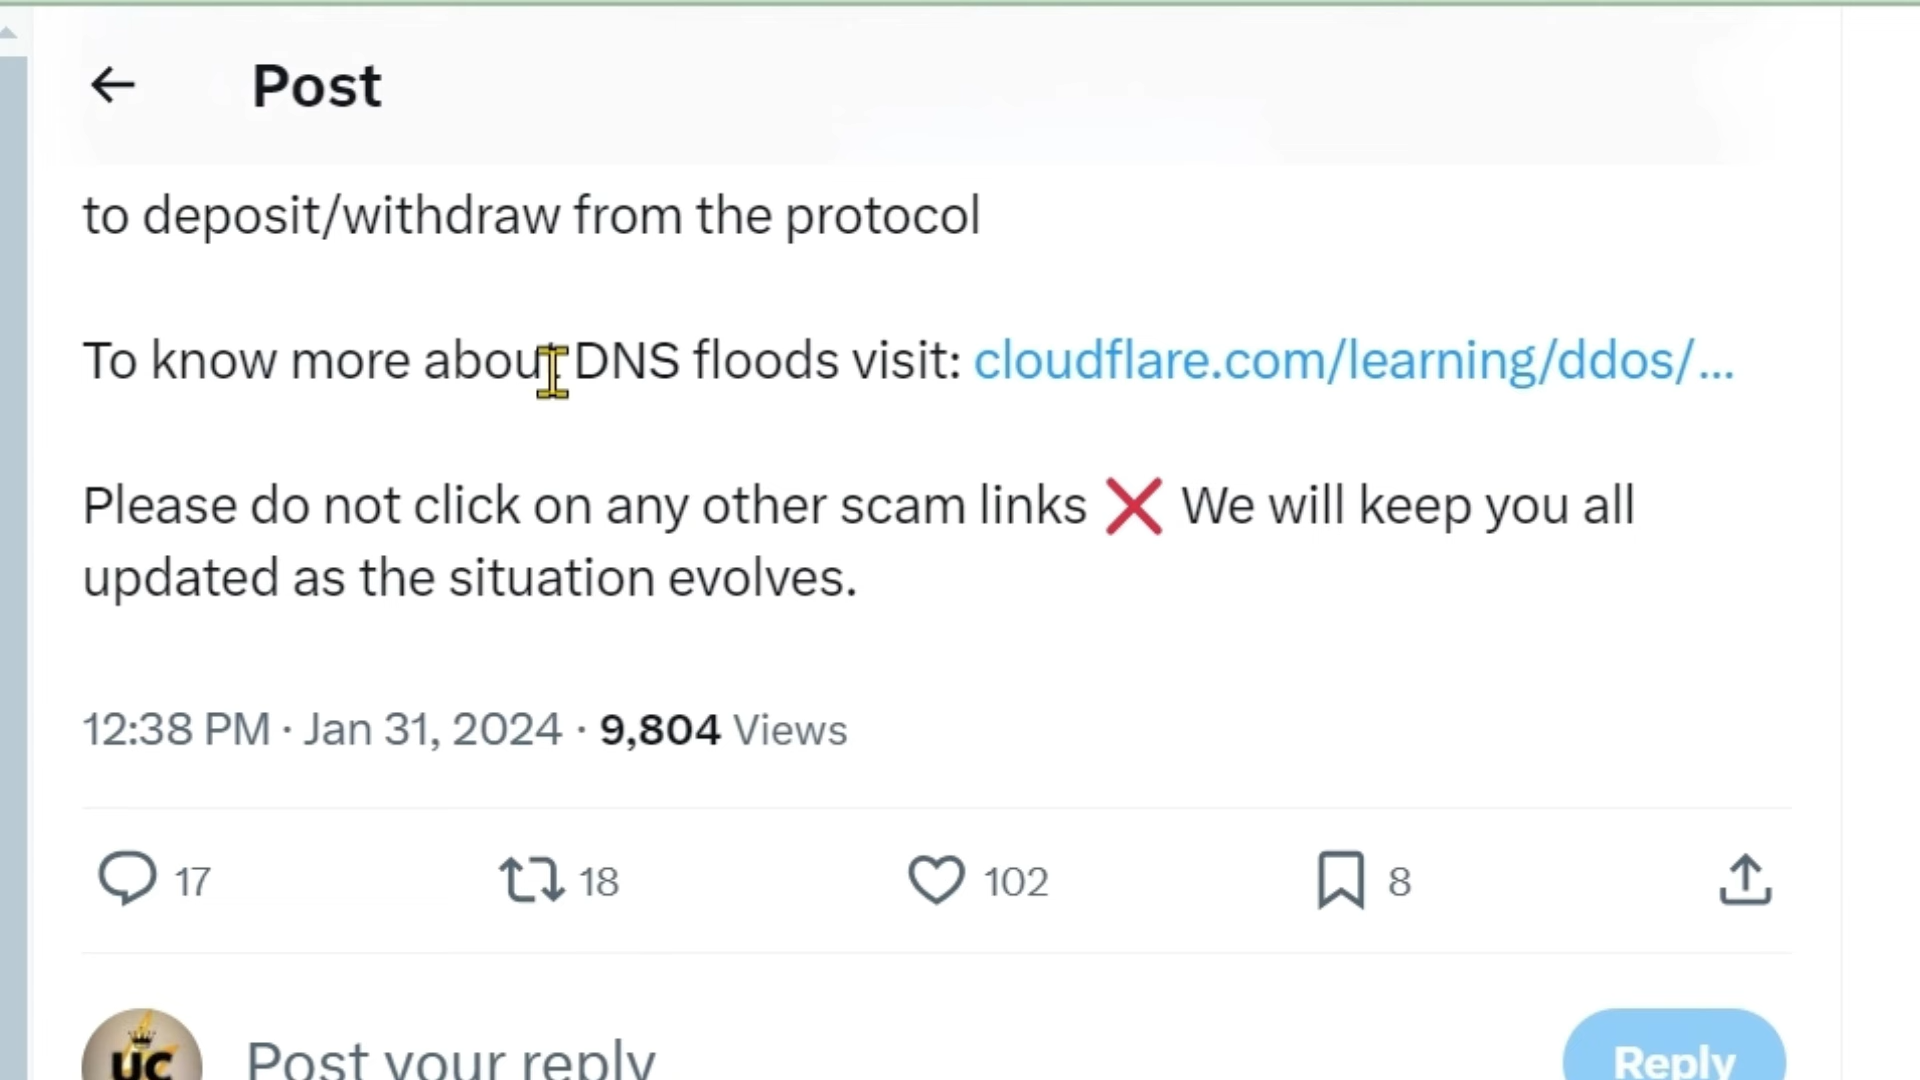 Post
to deposit/withdraw from the protocol
To know more about DNS floods visit: cloudflare.com/learning/ddos/...
Please do not click on any other scam links ❌ We will keep you all
updated as the situation evolves.
12:38 PM · Jan 31, 2024 · 9,804 Views
17 18 102 8
UC Post your reply Reply